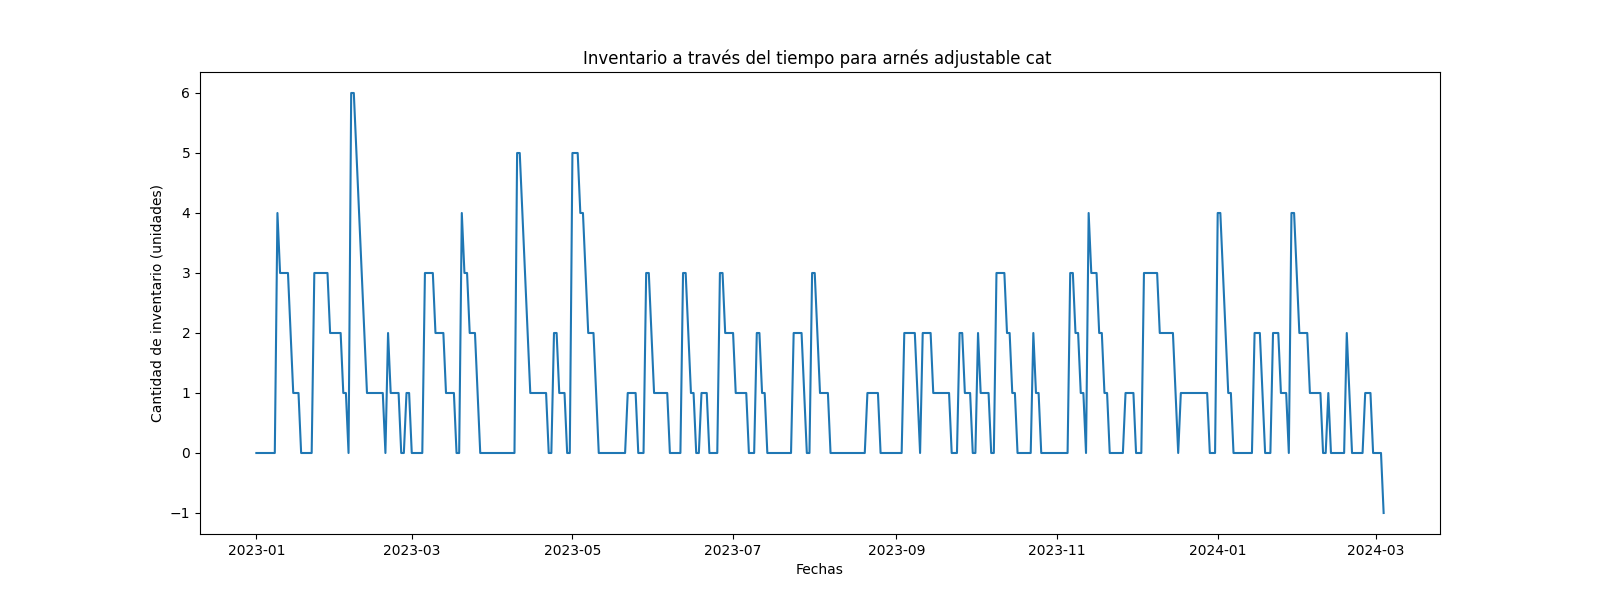 Inventario a través del tiempo para arnés adjustable cat
Cantidad de inventario (unidades)
6
5
4
3
2
1
0
−1
2023-01 2023-03 2023-05 2023-07 2023-09 2023-11 2024-01 2024-03
Fechas